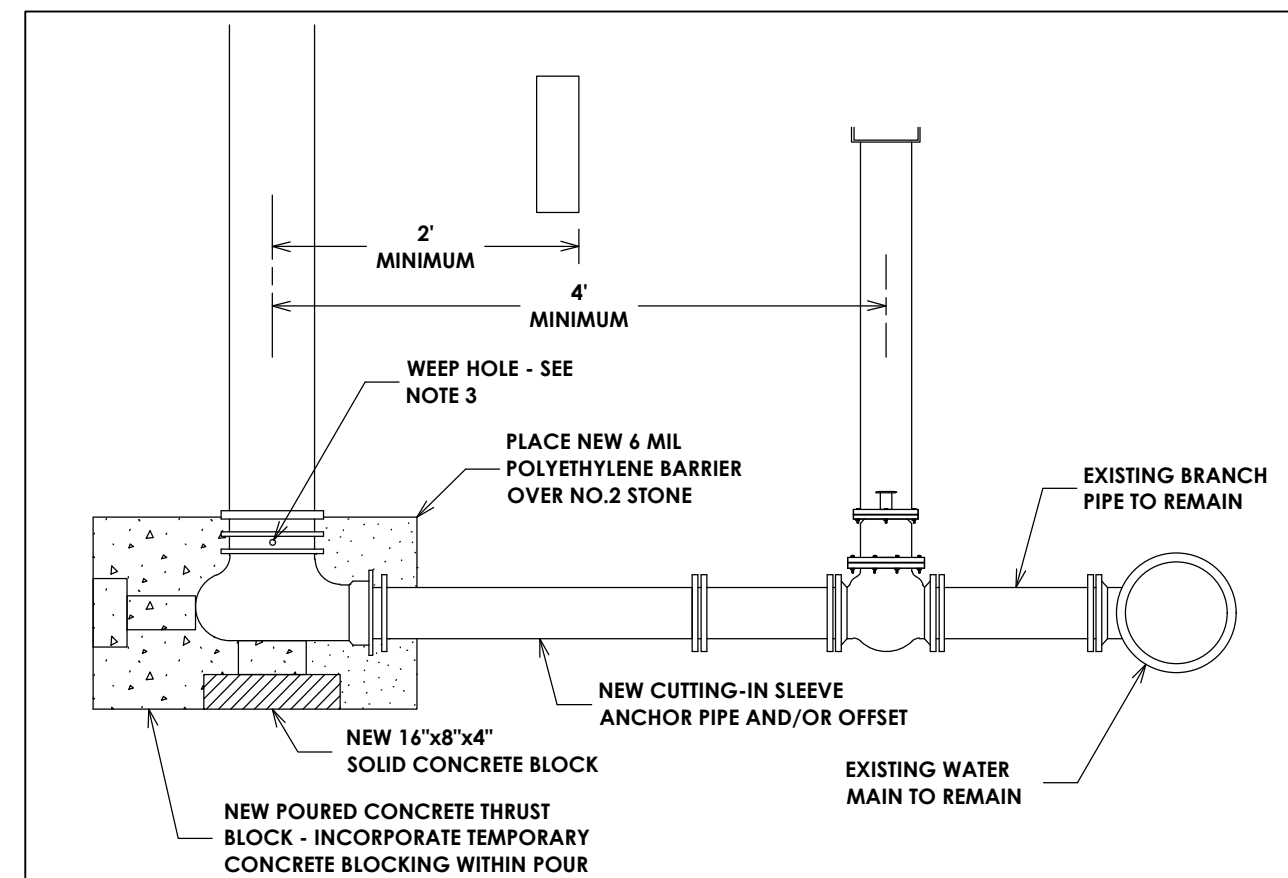 2'
MINIMUM
4'
MINIMUM
WEEP HOLE - SEE
NOTE 3
PLACE NEW 6 MIL
POLYETHYLENE BARRIER
OVER NO.2 STONE
EXISTING BRANCH
PIPE TO REMAIN
NEW CUTTING-IN SLEEVE
ANCHOR PIPE AND/OR OFFSET
NEW 16"x8"x4"
SOLID CONCRETE BLOCK
EXISTING WATER
MAIN TO REMAIN
NEW POURED CONCRETE THRUST
BLOCK - INCORPORATE TEMPORARY
CONCRETE BLOCKING WITHIN POUR